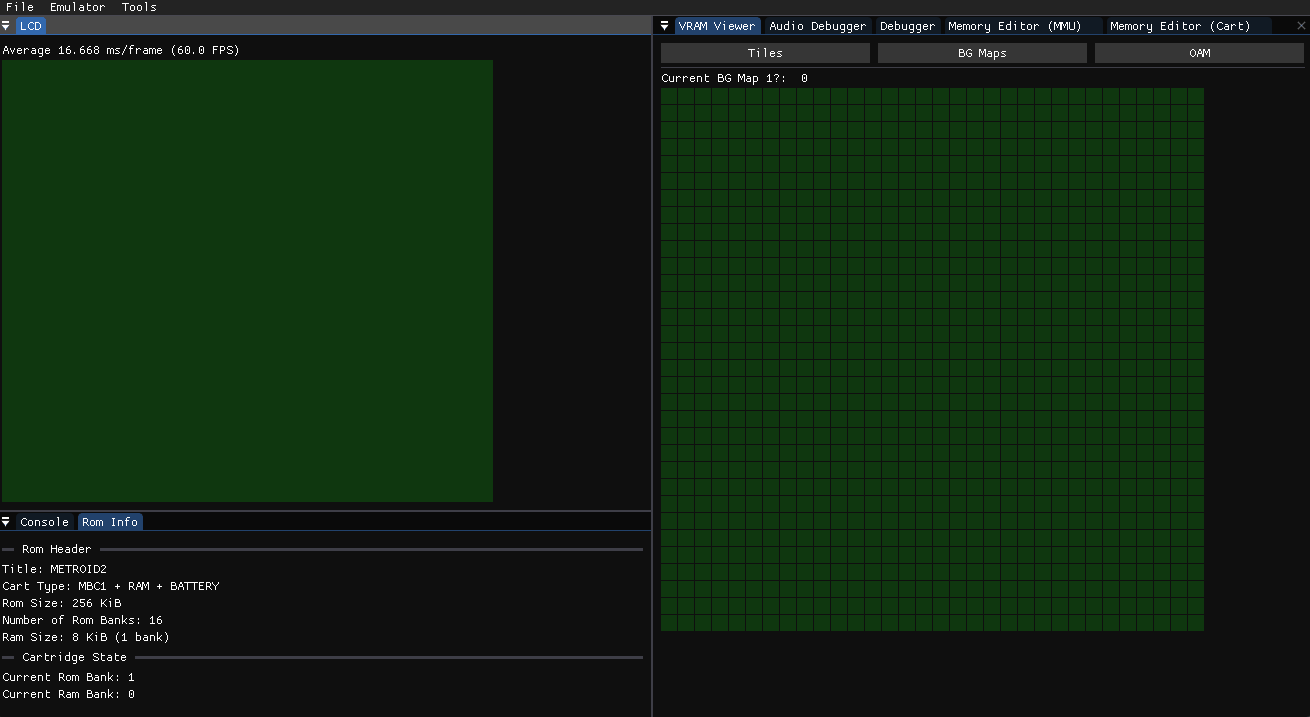 File Emulator Tools
LCD
Average 16.668 ms/frame (60.0 FPS)
Console Rom Info
Rom Header
Title: METROID2
Cart Type: MBC1 + RAM + BATTERY
Rom Size: 256 KiB
Number of Rom Banks: 16
Ram Size: 8 KiB (1 bank)
Cartridge State
Current Rom Bank: 1
Current Ram Bank: 0
VRAM Viewer Audio Debugger Debugger Memory Editor (MMU) Memory Editor (Cart)
Tiles BG Maps OAM
Current BG Map 1?: 0